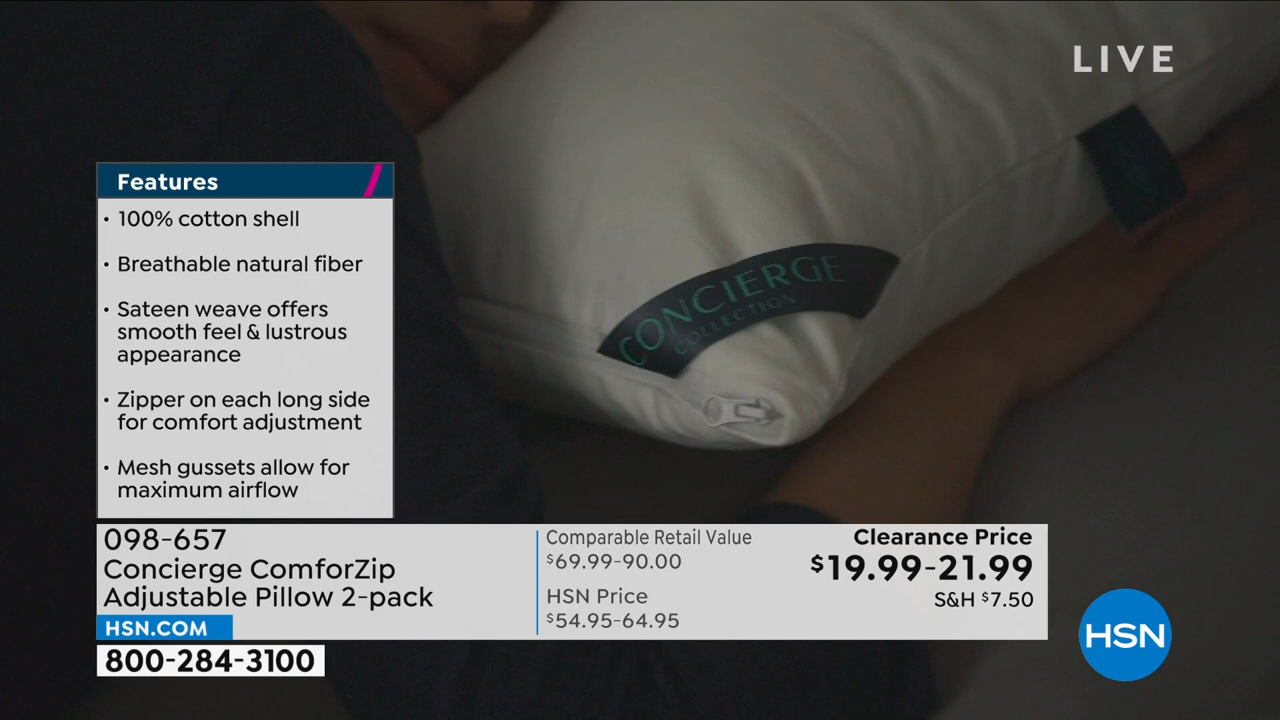 LIVE
Features
• 100% cotton shell
• Breathable natural fiber
• Sateen weave offers
smooth feel & lustrous
appearance
• Zipper on each long side
for comfort adjustment
• Mesh gussets allow for
maximum airflow
CONCIERGE
COLLECTION
098-657
Concierge ComforZip
Adjustable Pillow 2-pack
HSN.COM
800-284-3100
Comparable Retail Value
$69.99-90.00
HSN Price
$54.95-64.95
Clearance Price
$19.99-21.99
S&H $7.50
HSN